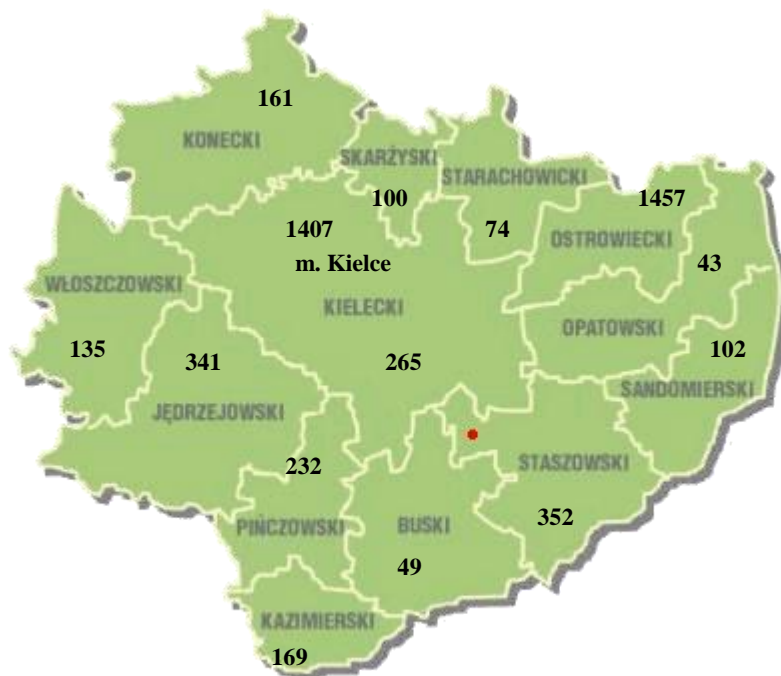 161
KONECKI
SKARŻYSKI
100
STARACHOWICKI
74
1457
OSTROWIECKI
43
1407
m. Kielce
KIELECKI
265
WŁOSZCZOWSKI
135
341
JĘDRZEJOWSKI
OPATOWSKI
102
SANDOMIERSKI
232
PIŃCZOWSKI
BUSKI
49
STASZOWSKI
352
KAZIMIERSKI
169